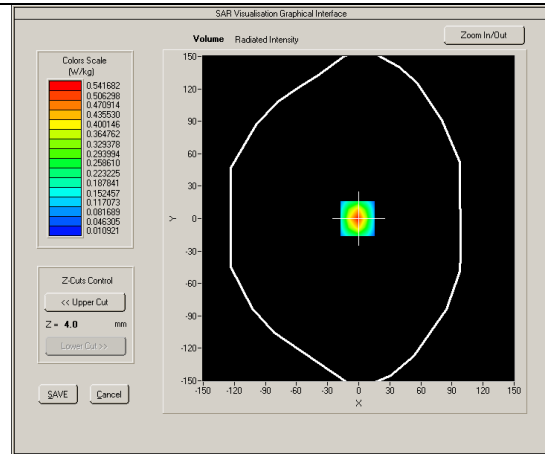 SAR Visualisation Graphical Interface
Volume Radiated Intensity
Zoom In/Out
Colors Scale
(W/kg)
0.541682
0.506298
0.470914
0.435530
0.400146
0.364762
0.329378
0.293994
0.258610
0.223225
0.187841
0.152457
0.117073
0.081689
0.046305
0.010921
Z-Cuts Control
<< Upper Cut
Z = 4.0 mm
Lower Cut >>
SAVE Cancel
150
120
90
60
30
0
-30
-60
-90
-120
-150
Y
-150 -120 -90 -60 -30 0 30 60 90 120 150
X